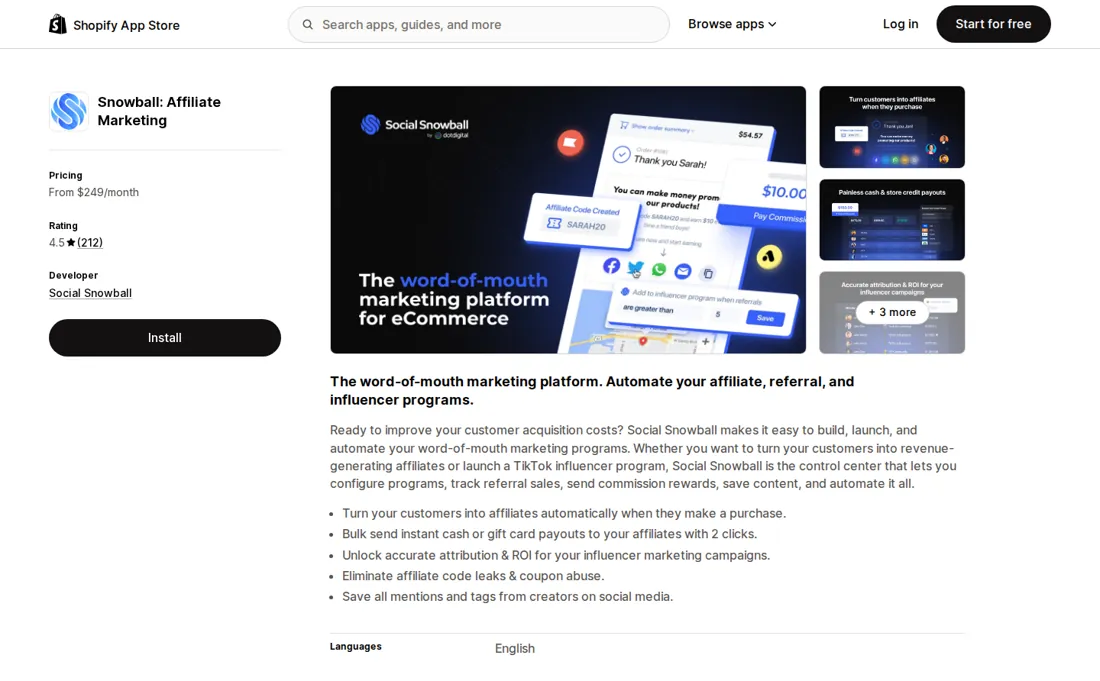 Shopify App Store
Search apps, guides, and more
Browse apps
Log in
Start for free
Snowball: Affiliate
Marketing
Pricing
From $249/month
Rating
4.5 ★ (212)
Developer
Social Snowball
Install
Social Snowball
by dotdigital
The word-of-mouth
marketing platform
for eCommerce
Show order summary
$54.57
Thank you Sarah!
You can make money prom
our products!
Affiliate Code Created
SARAH20
$10.00
Pay Commissi
Add to influencer program when referrals
are greater than
5
Save
Turn customers into affiliates
when they purchase
Painless cash & store credit payouts
Accurate attribution & ROI for your
influencer campaigns
+ 3 more
The word-of-mouth marketing platform. Automate your affiliate, referral, and
influencer programs.
Ready to improve your customer acquisition costs? Social Snowball makes it easy to build, launch, and
automate your word-of-mouth marketing programs. Whether you want to turn your customers into revenue-
generating affiliates or launch a TikTok influencer program, Social Snowball is the control center that lets you
configure programs, track referral sales, send commission rewards, save content, and automate it all.
• Turn your customers into affiliates automatically when they make a purchase.
• Bulk send instant cash or gift card payouts to your affiliates with 2 clicks.
• Unlock accurate attribution & ROI for your influencer marketing campaigns.
• Eliminate affiliate code leaks & coupon abuse.
• Save all mentions and tags from creators on social media.
Languages
English